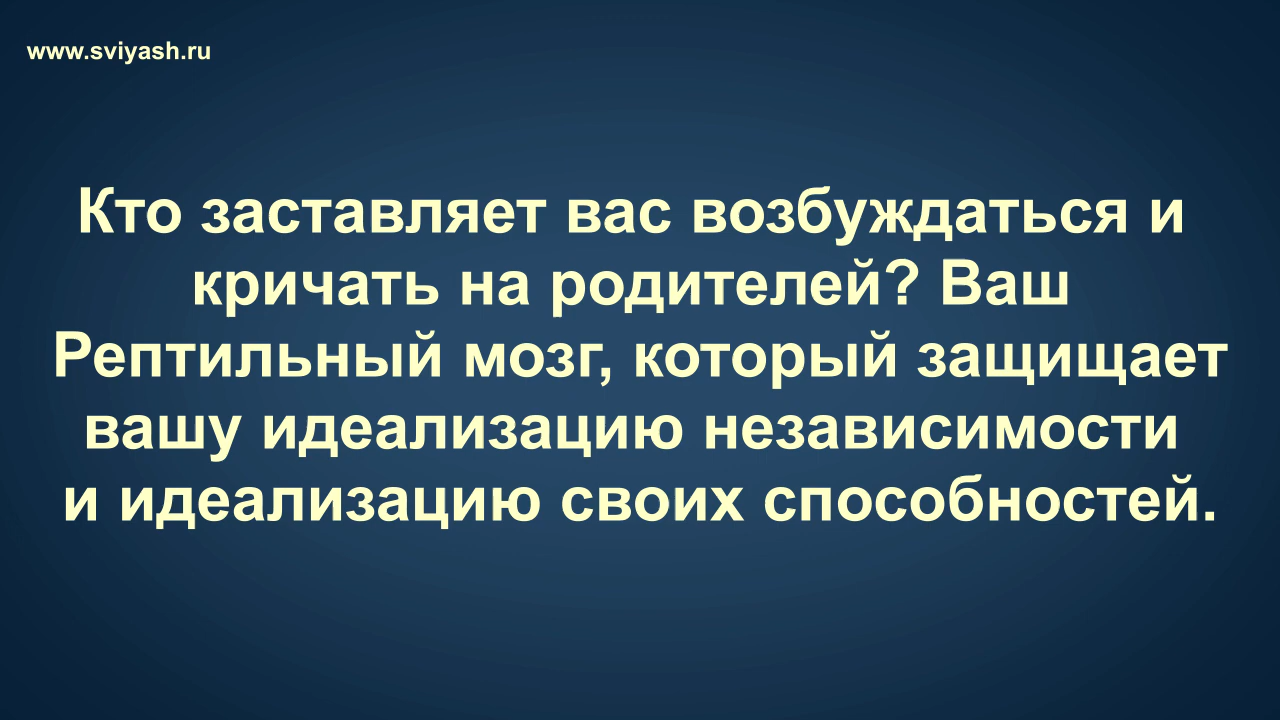 www.sviyash.ru
Кто заставляет вас возбуждаться и
кричать на родителей? Ваш
Рептильный мозг, который защищает
вашу идеализацию независимости
и идеализацию своих способностей.